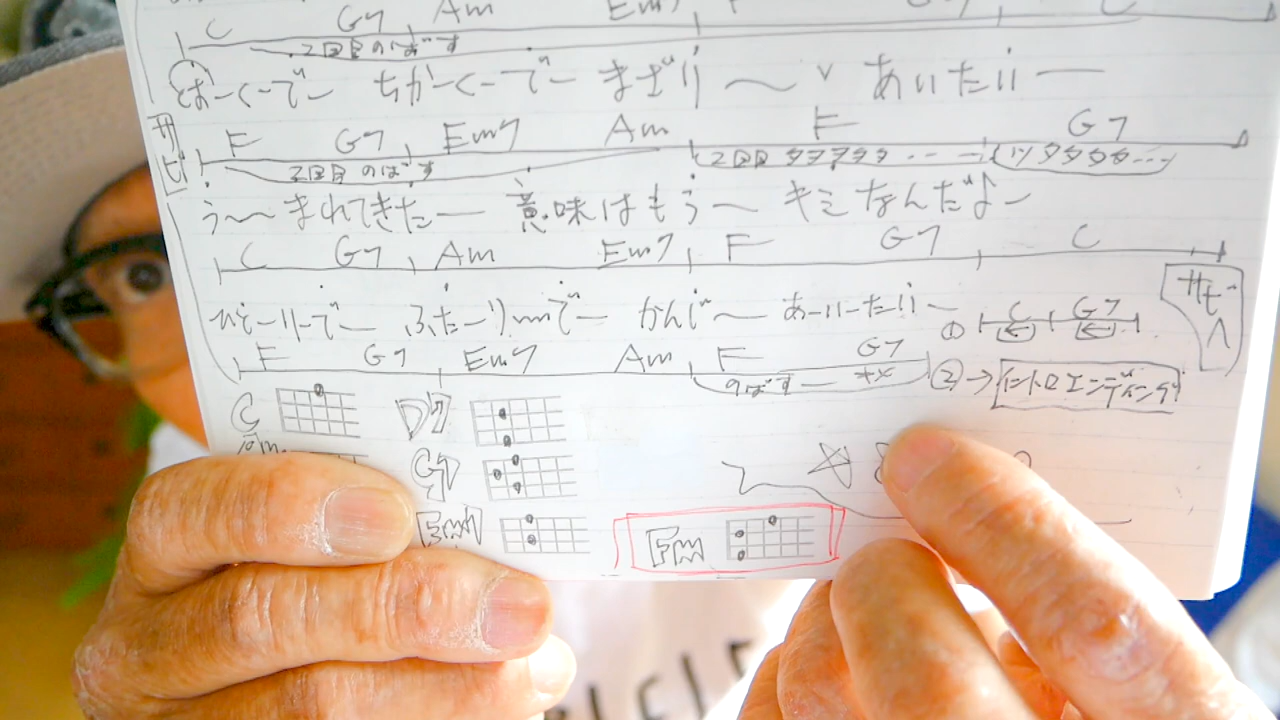 C G7 Am Em7 F G7 C
2回目のばす
はーくーでー ちかーくーでー まざり〜 ∨ あいたいー
サビ
F G7 Em7 Am F G7
2回目 のばす 2回目 タタタタタ ‥ ー ツタタタタ…
う〜 まれてきたー 意味はもう〜 キミなんだよ〜
C G7 Am Em7 F G7 C
ひとーりーでー ふたーり〜でー かんじ〜 あーいーたーい〜
① C G7
サビへ
F G7 Em7 Am F G7
のばすー ②→イントロエンディング
C D7
Am
G7
Em7 Fm